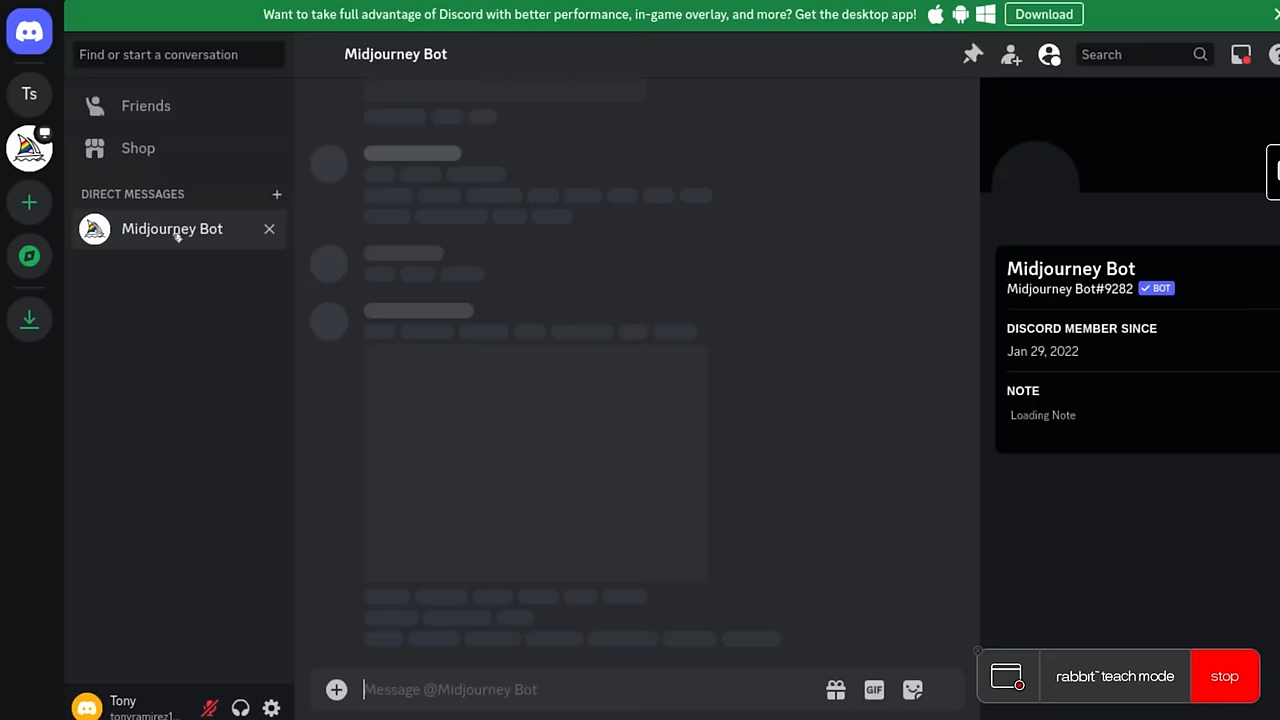 Want to take full advantage of Discord with better performance, in-game overlay, and more? Get the desktop app!
Download
Find or start a conversation
Midjourney Bot
Search
Ts
Friends
Shop
DIRECT MESSAGES
Midjourney Bot
Midjourney Bot
Midjourney Bot#9282
BOT
DISCORD MEMBER SINCE
Jan 29, 2022
NOTE
Loading Note
Message @Midjourney Bot
GIF
Tony
tonyramirez1...
rabbit™ teach mode
stop